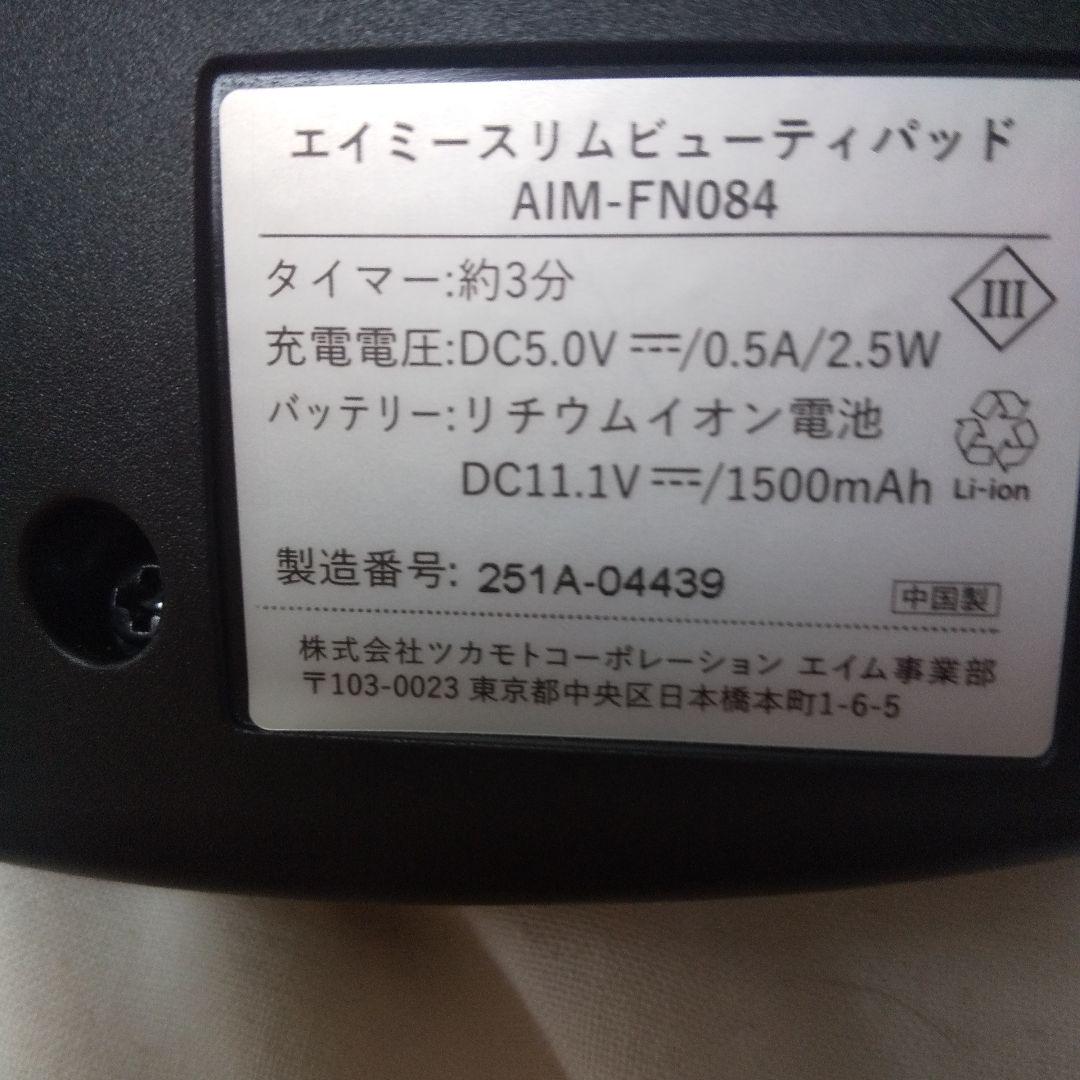 エイミースリムビューティパッド
AIM-FN084
タイマー:約3分
III
充電電圧:DC5.0V ⎓/0.5A/2.5W
バッテリー:リチウムイオン電池
DC11.1V ⎓/1500mAh
Li-ion
製造番号: 251A-04439
中国製
株式会社ツカモトコーポレーション エイム事業部
〒103-0023 東京都中央区日本橋本町1-6-5